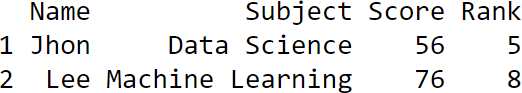 Name Subject Score Rank
1 Jhon Data Science 56 5
2 Lee Machine Learning 76 8